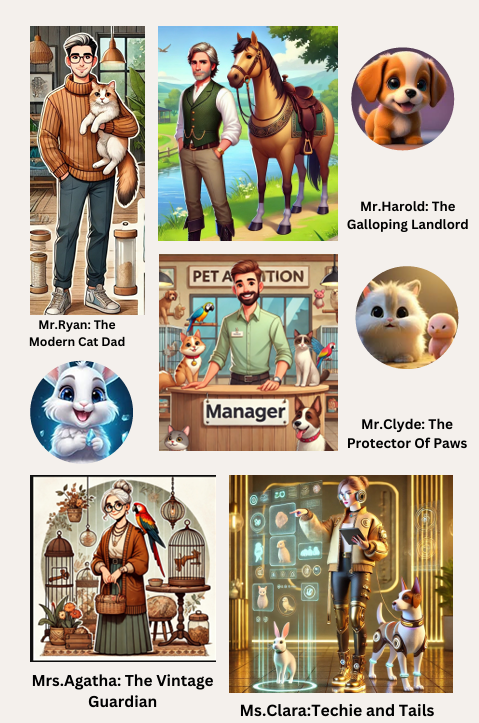 Mr.Harold: The
Galloping Landlord
Mr.Ryan: The
Modern Cat Dad
PET
Manager
Mr.Clyde: The
Protector Of Paws
Mrs.Agatha: The Vintage
Guardian
Ms.Clara:Techie and Tails